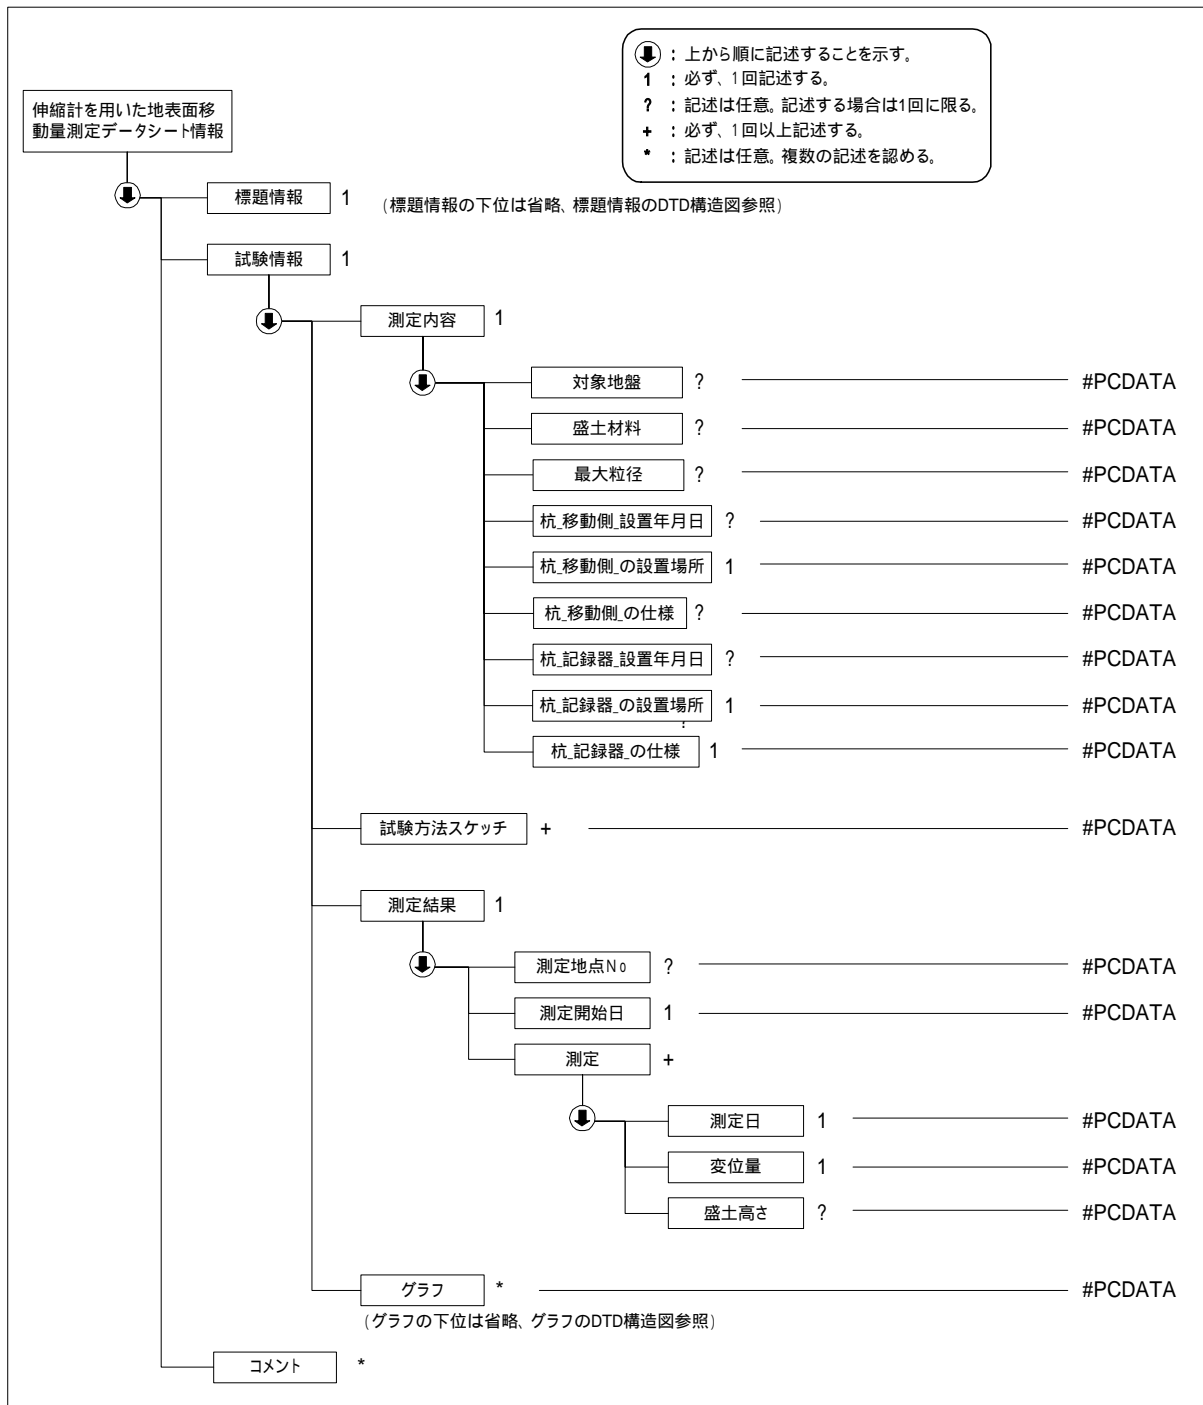 ： 上から順に記述することを示す。
1 ： 必ず、1回記述する。
? ： 記述は任意。記述する場合は1回に限る。
+ ： 必ず、1回以上記述する。
* ： 記述は任意。複数の記述を認める。
伸縮計を用いた地表面移
動量測定データシート情報
標題情報 1 (標題情報の下位は省略、標題情報のDTD構造図参照)
試験情報 1
測定内容 1
対象地盤 ? #PCDATA
盛土材料 ? #PCDATA
最大粒径 ? #PCDATA
杭_移動側_設置年月日 ? #PCDATA
杭_移動側_の設置場所 1 #PCDATA
杭_移動側_の仕様 ? #PCDATA
杭_記録器_設置年月日 ? #PCDATA
杭_記録器_の設置場所 1 #PCDATA
杭_記録器_の仕様 1 #PCDATA
試験方法スケッチ + #PCDATA
測定結果 1
測定地点No ? #PCDATA
測定開始日 1 #PCDATA
測定 +
測定日 1 #PCDATA
変位量 1 #PCDATA
盛土高さ ? #PCDATA
グラフ * #PCDATA
(グラフの下位は省略、グラフのDTD構造図参照)
コメント *